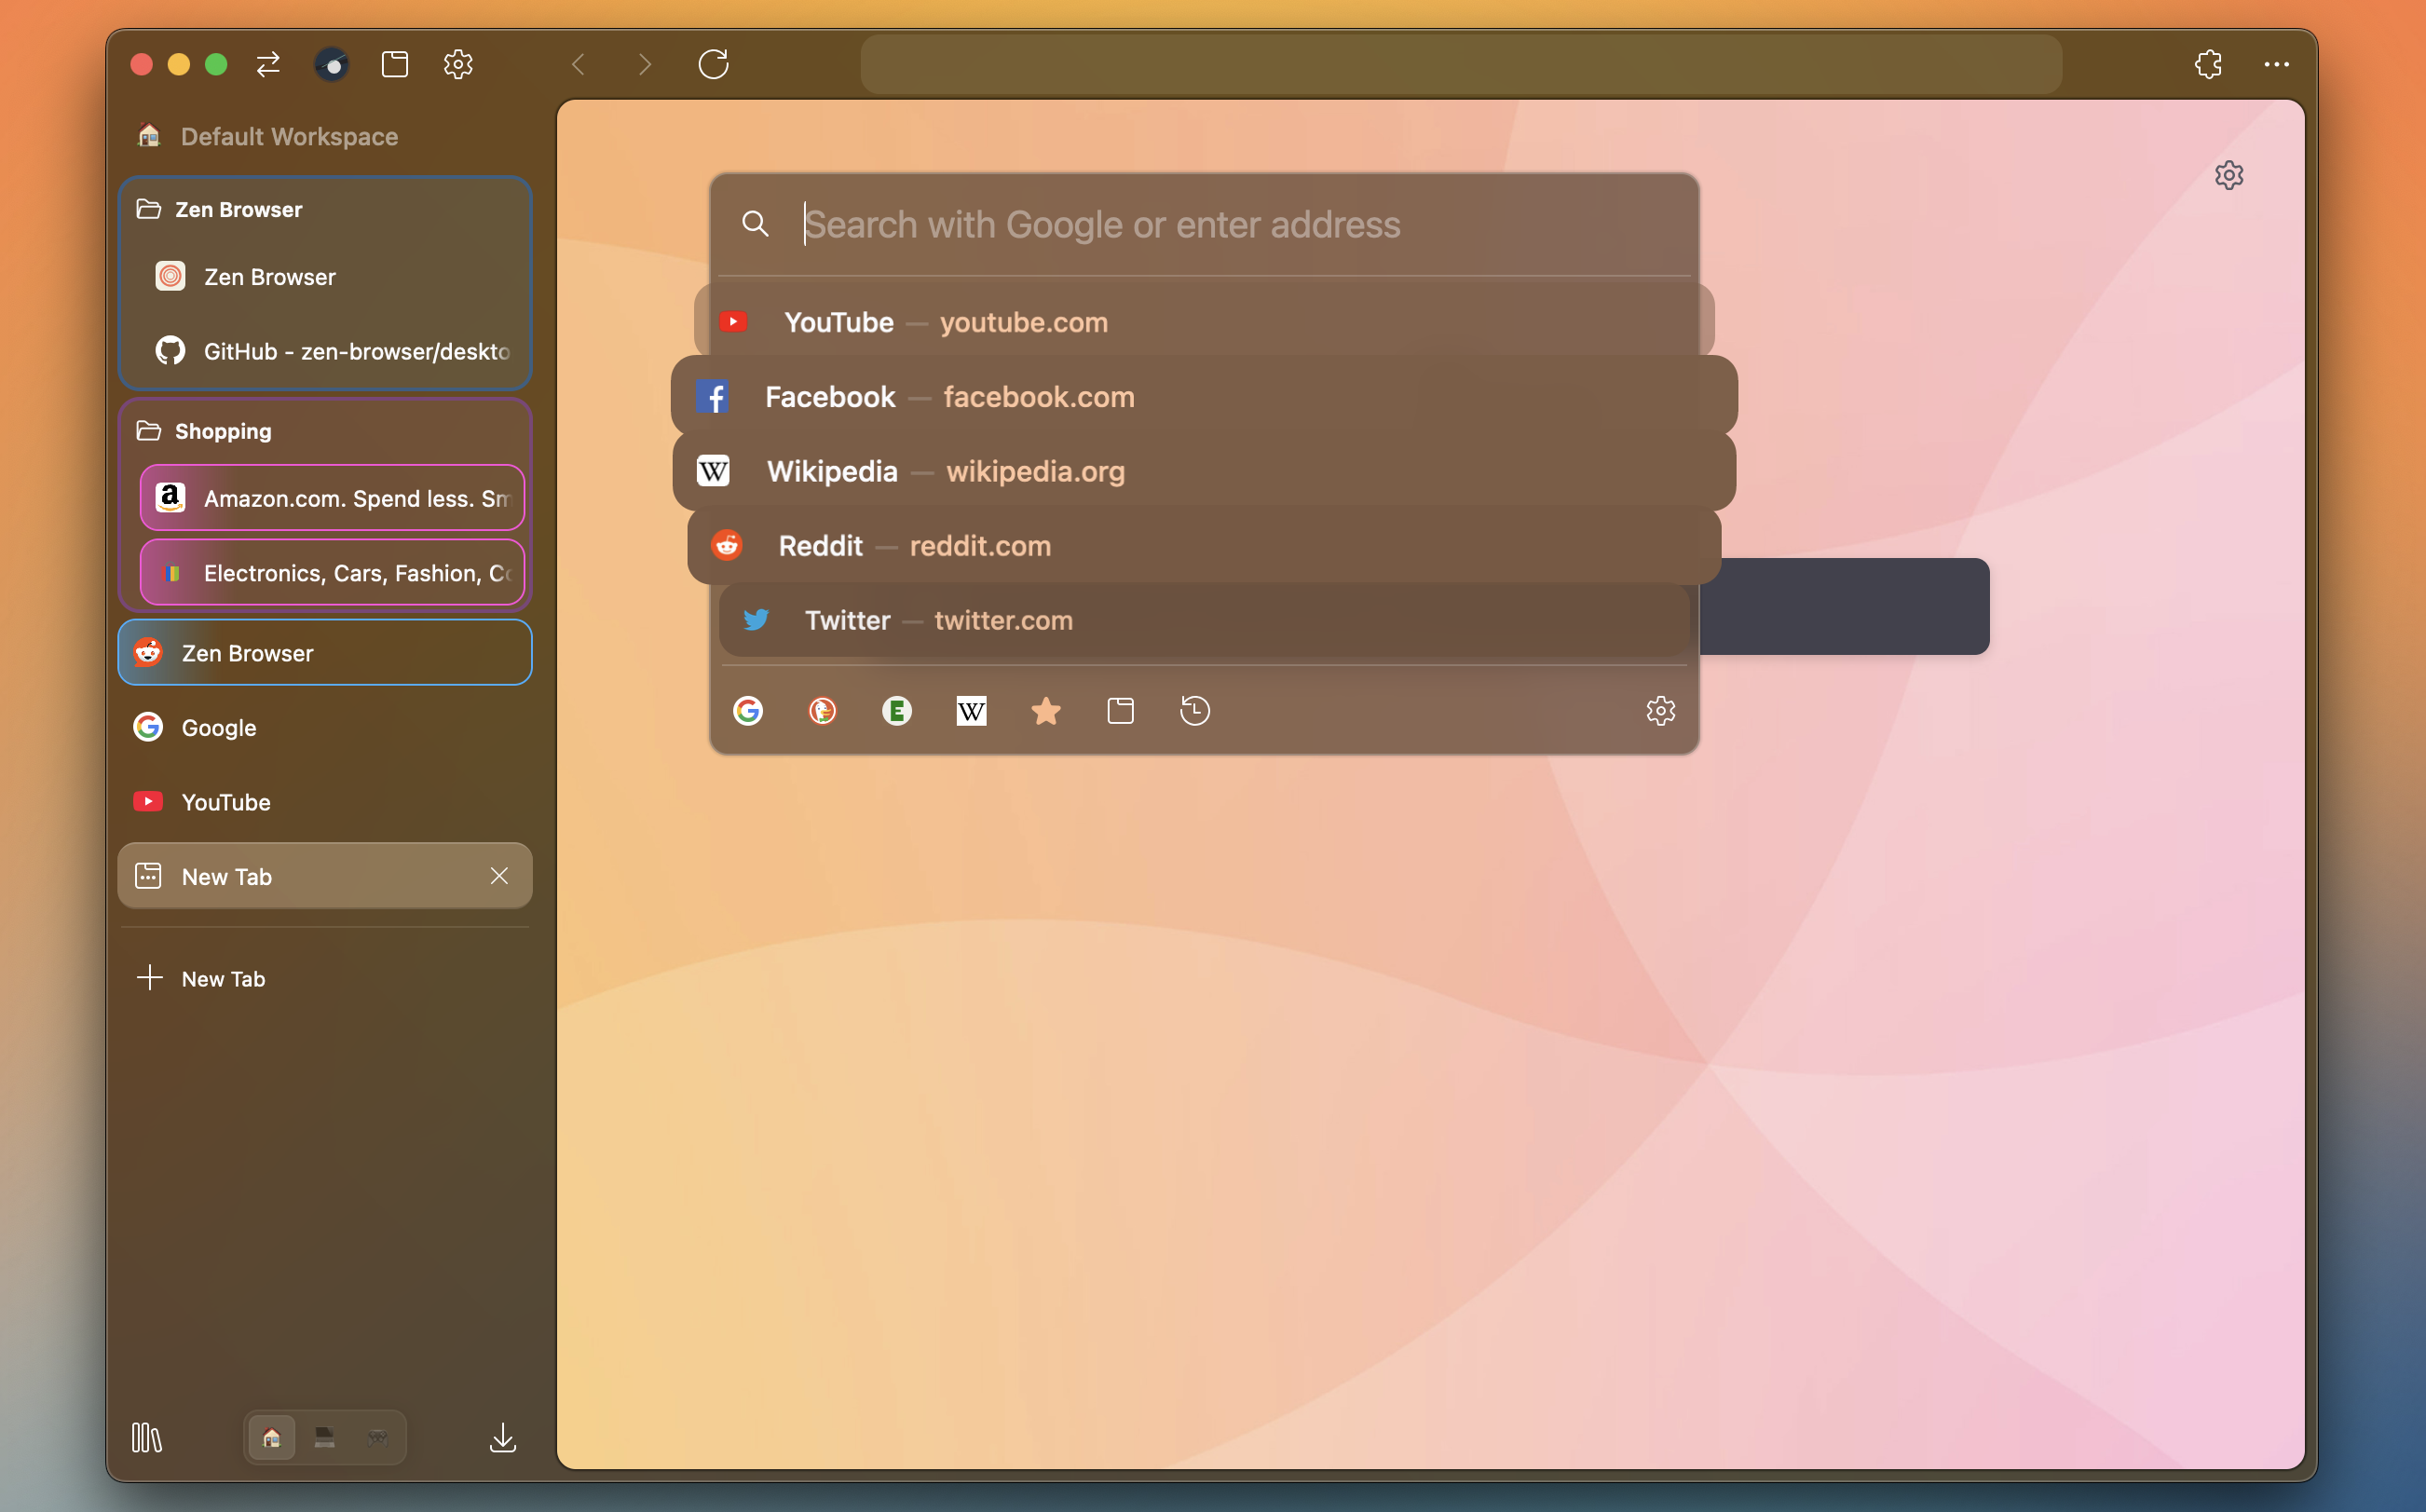 Default Workspace
Zen Browser
Zen Browser
GitHub - zen-browser/deskto
Shopping
Amazon.com. Spend less. Sm
Electronics, Cars, Fashion, Co
Zen Browser
Google
YouTube
New Tab
New Tab
Search with Google or enter address
YouTube — youtube.com
Facebook — facebook.com
Wikipedia — wikipedia.org
Reddit — reddit.com
Twitter — twitter.com